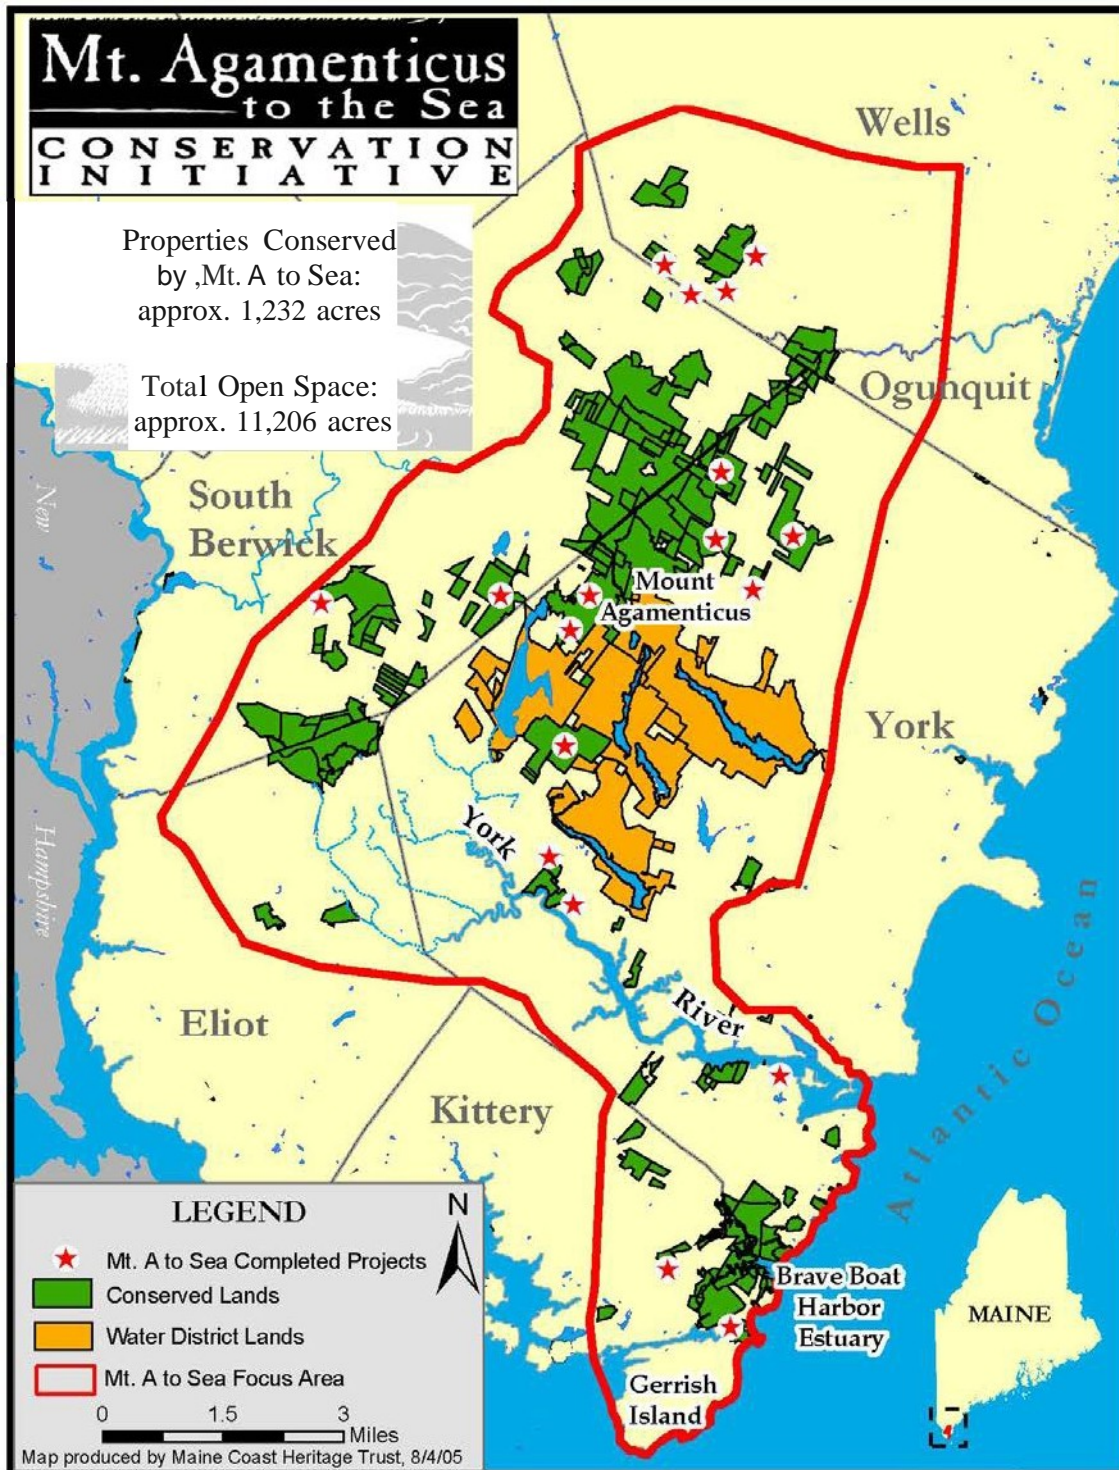 Mt. Agamenticus
to the Sea
CONSERVATION
INITIATIVE
Properties Conserved
by ,Mt. A to Sea:
approx. 1,232 acres
Total Open Space:
approx. 11,206 acres
Wells
Ogunquit
South
Berwick
New
Hampshire
Mount
Agamenticus
York
York
River
Eliot
Kittery
Atlantic Ocean
Brave Boat
Harbor
Estuary
Gerrish
Island
MAINE
LEGEND
N
Mt. A to Sea Completed Projects
Conserved Lands
Water District Lands
Mt. A to Sea Focus Area
0 1.5 3
Miles
Map produced by Maine Coast Heritage Trust, 8/4/05